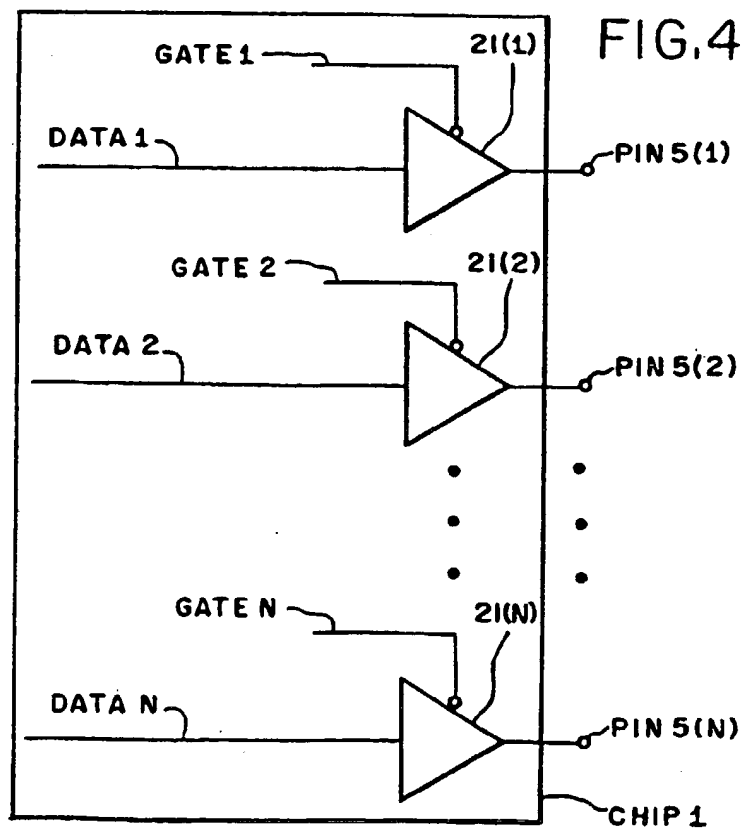 FIG.4
GATE 1
21(1)
DATA 1
PIN 5(1)
GATE 2
21(2)
DATA 2
PIN 5(2)
GATE N
21(N)
DATA N
PIN 5(N)
CHIP 1